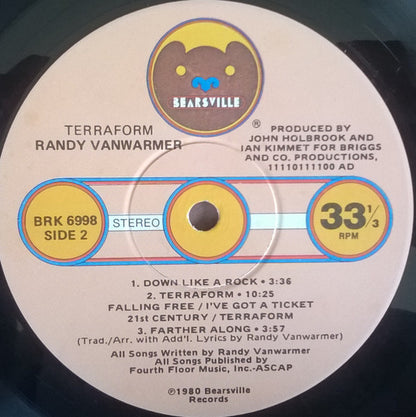 BEARSVILLE
®
TERRAFORM
RANDY VANWARMER
PRODUCED BY
JOHN HOLBROOK AND
IAN KIMMET FOR BRIGGS
AND CO. PRODUCTIONS,
11110111100 AD
BRK 6998
SIDE 2
STEREO
33 1/3
RPM
1. DOWN LIKE A ROCK • 3:36
2. TERRAFORM • 10:25
FALLING FREE / I'VE GOT A TICKET
21st CENTURY / TERRAFORM
3. FARTHER ALONG • 3:57
(Trad./Arr. with Add'l. Lyrics by Randy Vanwarmer)
All Songs Written by Randy Vanwarmer
All Songs Published by
Fourth Floor Music, Inc.-ASCAP
℗1980 Bearsville
Records